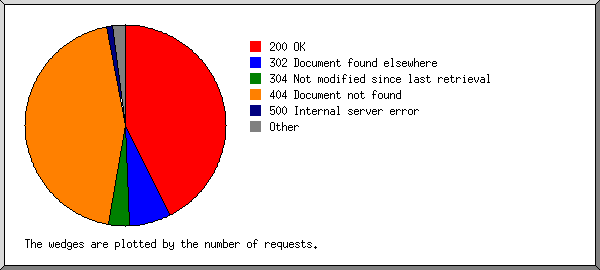 200 OK
302 Document found elsewhere
304 Not modified since last retrieval
404 Document not found
500 Internal server error
Other
The wedges are plotted by the number of requests.